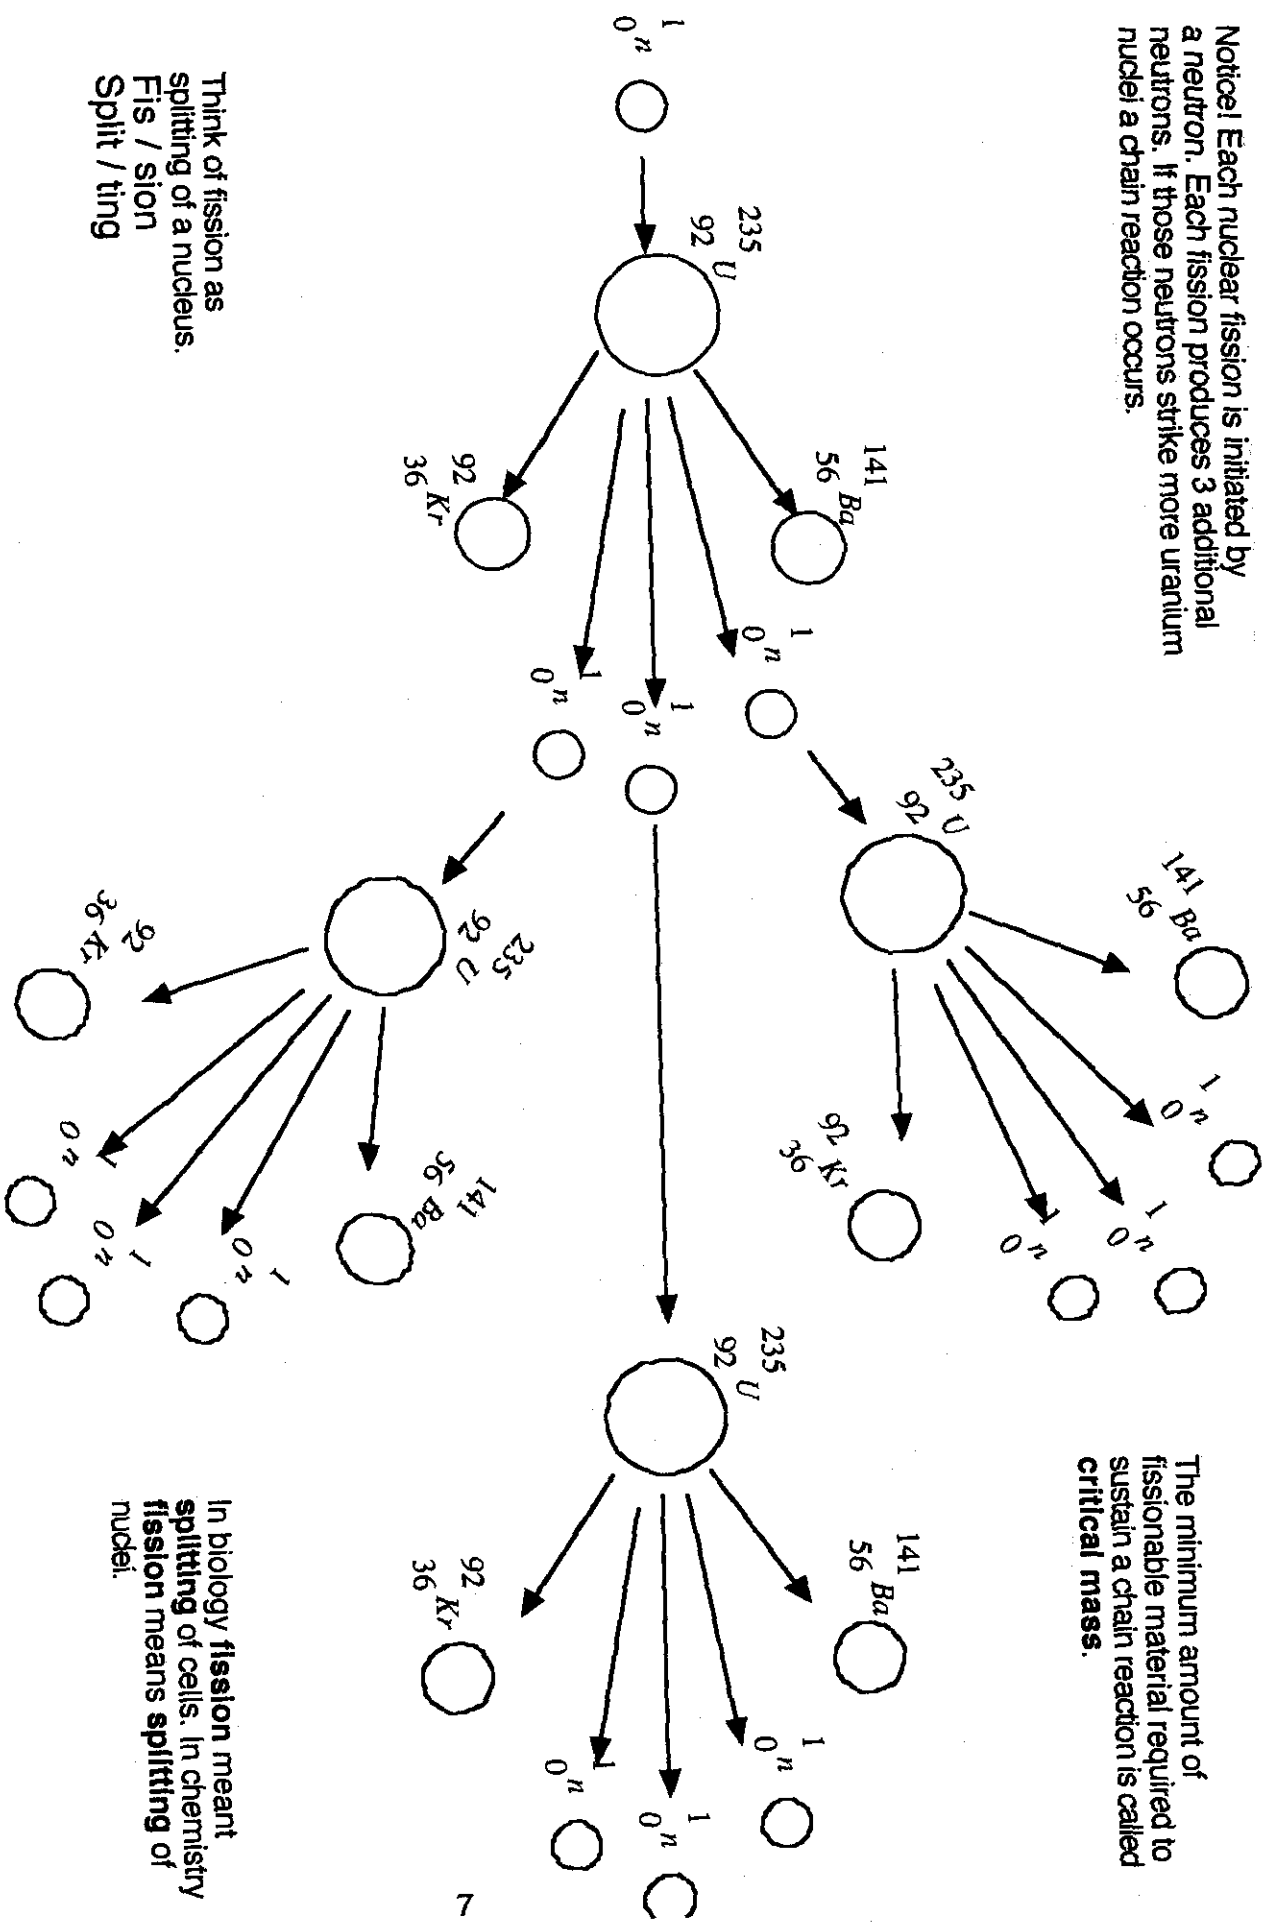 Notice! Each nuclear fission is initiated by
a neutron. Each fission produces 3 additional
neutrons. If those neutrons strike more uranium
nuclei a chain reaction occurs.
The minimum amount of
fissionable material required to
sustain a chain reaction is called
critical mass.
141
56 Ba
1
0 n
235
92 U
1
0 n
1
0 n
92
36 Kr
141
56 Ba
1
0 n
235
92 U
141
56 Ba
1
0 n
1
0 n
235
92 U
92
36 Kr
1
0 n
1
0 n
1
0 n
1
0 n
92
36 Kr
235
92 U
141
56 Ba
1
0 n
1
0 n
1
0 n
92
36 Kr
Think of fission as
splitting of a nucleus.
Fis / sion
Split / ting
In biology fission meant
splitting of cells. In chemistry
fission means splitting of
nuclei.
7